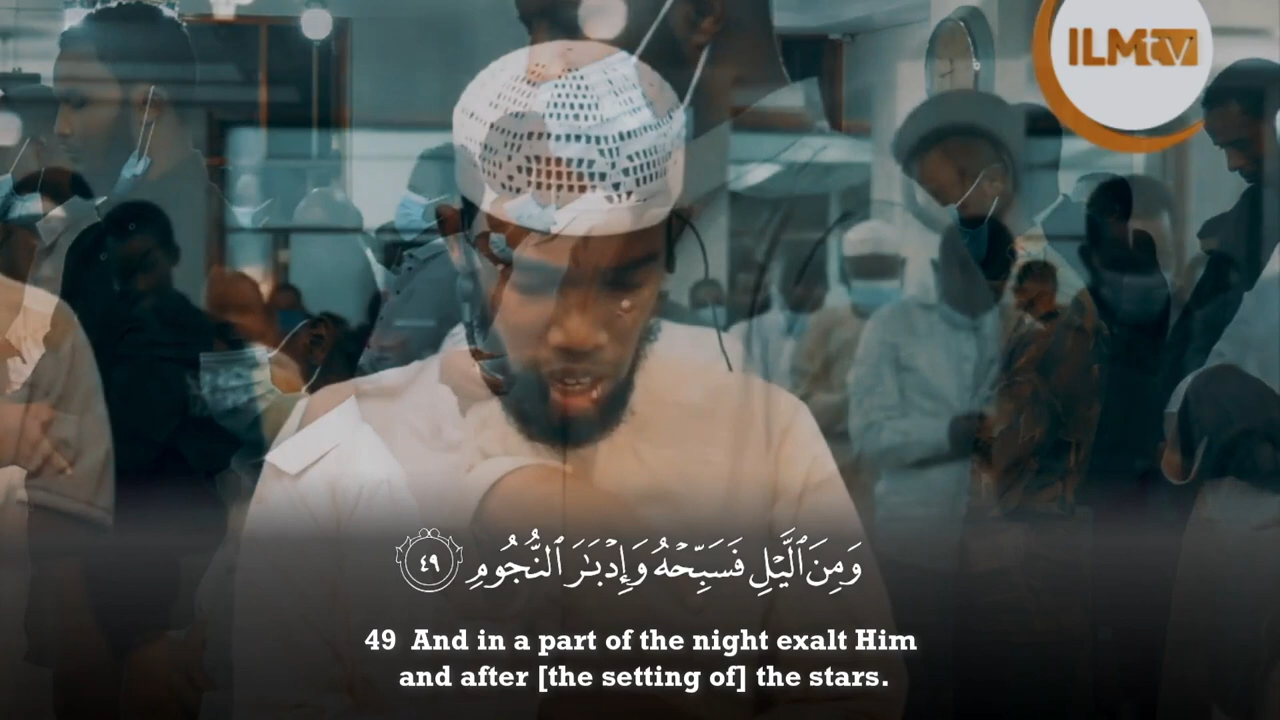 ILMtv
وَمِنَ ٱلَّيْلِ فَسَبِّحْهُ وَإِدْبَـٰرَ ٱلنُّجُومِ ٤٩
49 And in a part of the night exalt Him
and after [the setting of] the stars.